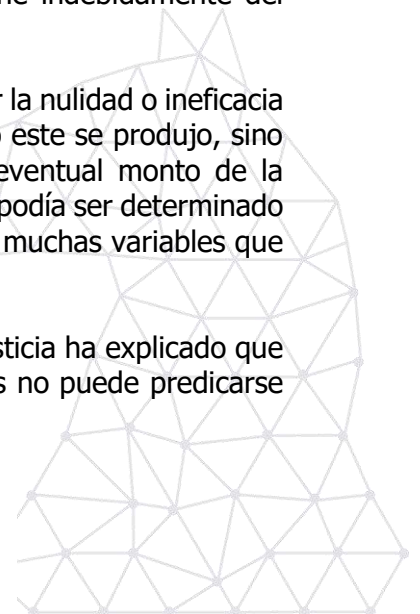 indebidamente del
r la nulidad o ineficacia
este se produjo, sino
eventual monto de la
podía ser determinado
muchas variables que
sticia ha explicado que
s no puede predicarse